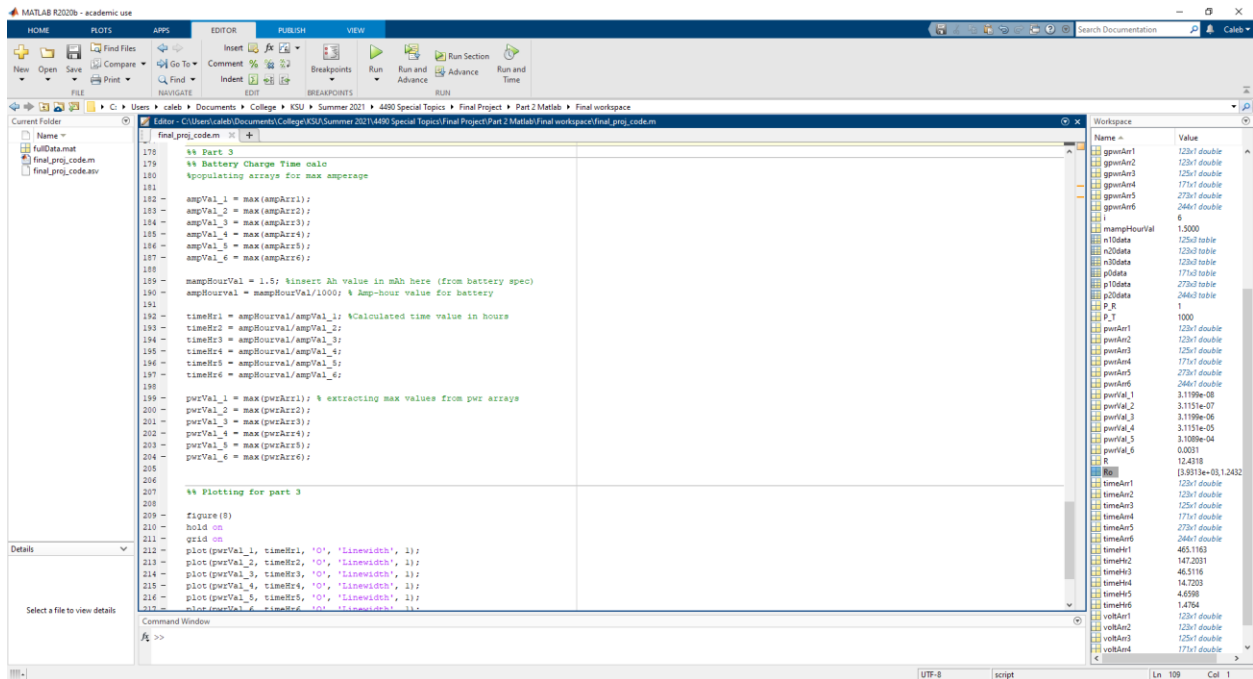 MATLAB R2020b - academic use
HOME PLOTS APPS EDITOR PUBLISH VIEW
Search Documentation Caleb
New Open Save Find Files Compare Print
Go To Find
Insert fx
Comment %
Indent
Breakpoints Run Run and Advance Run Section Advance Run and Time
FILE NAVIGATE EDIT BREAKPOINTS RUN
C: Users caleb Documents College KSU Summer 2021 4490 Special Topics Final Project Part 2 Matlab Final workspace
Current Folder
Name
fullData.mat
final_proj_code.m
final_proj_code.asv
Details
Select a file to view details
Editor - C:\Users\caleb\Documents\College\KSU\Summer 2021\4490 Special Topics\Final Project\Part 2 Matlab\Final workspace\final_proj_code.m
final_proj_code.m +
178 %% Part 3
179 %% Battery Charge Time calc
180 %populating arrays for max amperage
181
182 - ampVal_1 = max(ampArr1);
183 - ampVal_2 = max(ampArr2);
184 - ampVal_3 = max(ampArr3);
185 - ampVal_4 = max(ampArr4);
186 - ampVal_5 = max(ampArr5);
187 - ampVal_6 = max(ampArr6);
188
189 - mampHourVal = 1.5; %insert Ah value in mAh here (from battery spec)
190 - ampHourval = mampHourVal/1000; % Amp-hour value for battery
191
192 - timeHr1 = ampHourval/ampVal_1; %Calculated time value in hours
193 - timeHr2 = ampHourval/ampVal_2;
194 - timeHr3 = ampHourval/ampVal_3;
195 - timeHr4 = ampHourval/ampVal_4;
196 - timeHr5 = ampHourval/ampVal_5;
197 - timeHr6 = ampHourval/ampVal_6;
198
199 - pwrVal_1 = max(pwrArr1); % extracting max values from pwr arrays
200 - pwrVal_2 = max(pwrArr2);
201 - pwrVal_3 = max(pwrArr3);
202 - pwrVal_4 = max(pwrArr4);
203 - pwrVal_5 = max(pwrArr5);
204 - pwrVal_6 = max(pwrArr6);
205
206
207 %% Plotting for part 3
208
209 - figure(8)
210 - hold on
211 - grid on
212 - plot(pwrVal_1, timeHr1, 'O', 'Linewidth', 1);
213 - plot(pwrVal_2, timeHr2, 'O', 'Linewidth', 1);
214 - plot(pwrVal_3, timeHr3, 'O', 'Linewidth', 1);
215 - plot(pwrVal_4, timeHr4, 'O', 'Linewidth', 1);
216 - plot(pwrVal_5, timeHr5, 'O', 'Linewidth', 1);
217 - plot(pwrVal_6, timeHr6, 'O', 'Linewidth', 1);
Command Window
fx >>
Workspace
Name Value
gpwrArr1 123x1 double
gpwrArr2 123x1 double
gpwrArr3 125x1 double
gpwrArr4 171x1 double
gpwrArr5 273x1 double
gpwrArr6 244x1 double
i 6
mampHourVal 1.5000
n10data 125x3 table
n20data 123x3 table
n30data 123x3 table
p0data 171x3 table
p10data 273x3 table
p20data 244x3 table
P_R 1
P_T 1000
pwrArr1 123x1 double
pwrArr2 123x1 double
pwrArr3 125x1 double
pwrArr4 171x1 double
pwrArr5 273x1 double
pwrArr6 244x1 double
pwrVal_1 3.1199e-08
pwrVal_2 3.1151e-07
pwrVal_3 3.1199e-06
pwrVal_4 3.1151e-05
pwrVal_5 3.1089e-04
pwrVal_6 0.0031
R 12.4318
Ro [3.9313e+03,1.2432
timeArr1 123x1 double
timeArr2 123x1 double
timeArr3 125x1 double
timeArr4 171x1 double
timeArr5 273x1 double
timeArr6 244x1 double
timeHr1 465.1163
timeHr2 147.2031
timeHr3 46.5116
timeHr4 14.7203
timeHr5 4.6598
timeHr6 1.4764
voltArr1 123x1 double
voltArr2 123x1 double
voltArr3 125x1 double
voltArr4 171x1 double
UTF-8 script Ln 109 Col 1